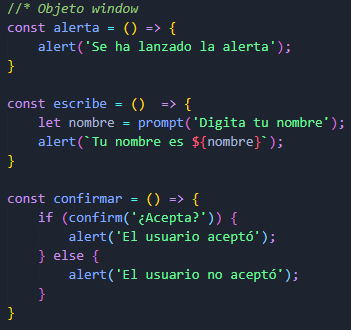 //* Objeto window
const alerta = () => {
    alert('Se ha lanzado la alerta');
}

const escribe = ()  => {
    let nombre = prompt('Digita tu nombre');
    alert(`Tu nombre es ${nombre}`);
}

const confirmar = () => {
    if (confirm('¿Acepta?')) {
        alert('El usuario aceptó');
    } else {
        alert('El usuario no aceptó');
    }
}